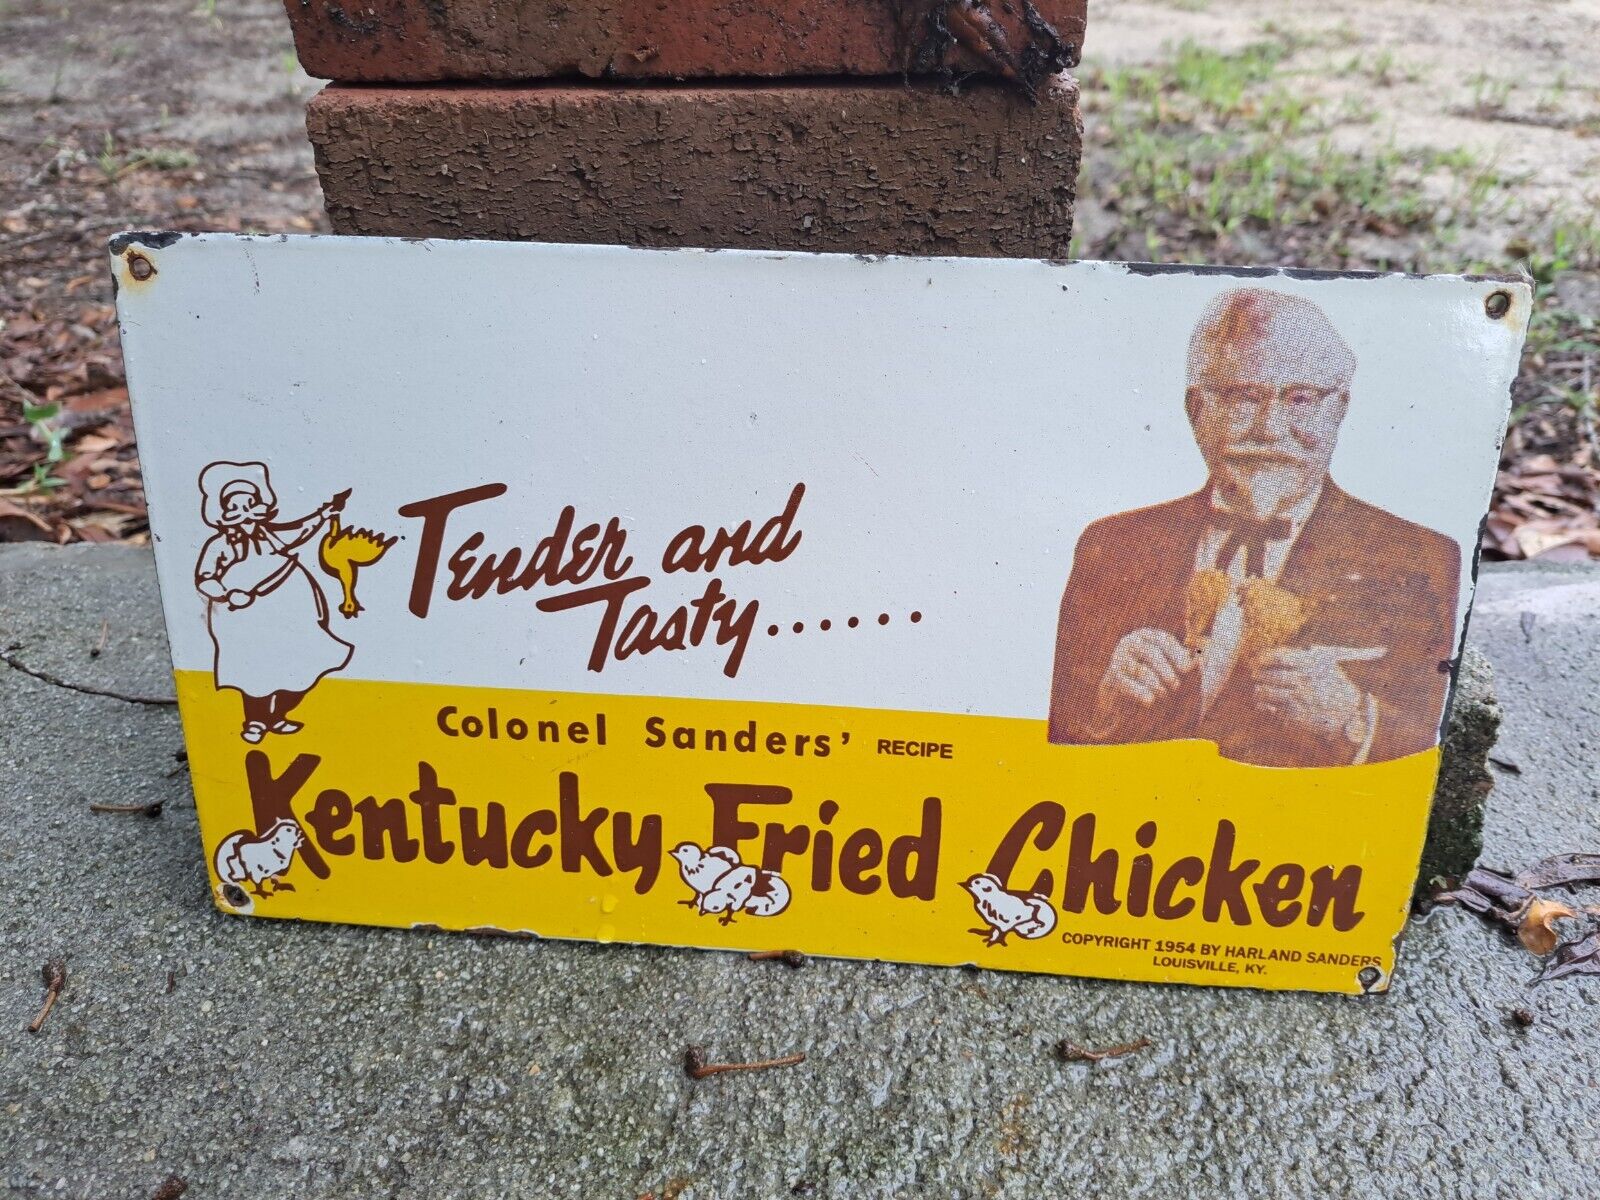 Tender and
Tasty......
Colonel Sanders' RECIPE
Kentucky Fried Chicken
COPYRIGHT 1954 BY HARLAND SANDERS
LOUISVILLE, KY.